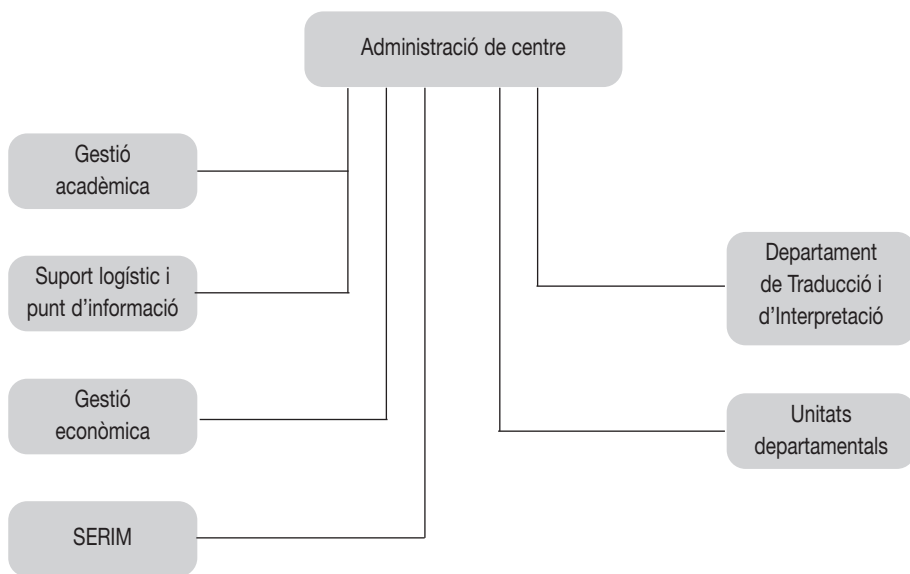 Administració de centre
Gestió
acadèmica
Suport logístic i
punt d’informació
Gestió
econòmica
SERIM
Departament
de Traducció i
d’Interpretació
Unitats
departamentals